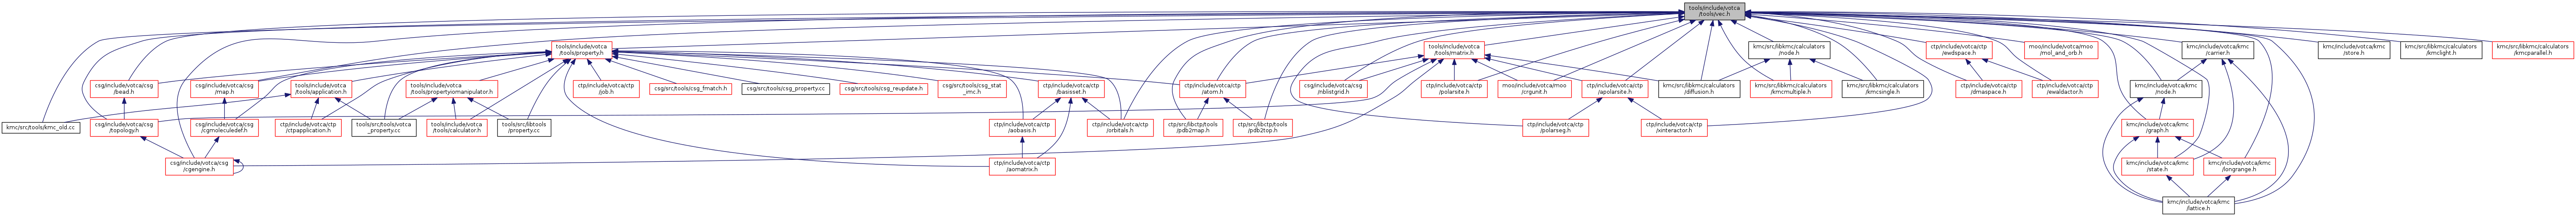 tools/include/votca
/tools/vec.h
tools/include/votca
/tools/property.h
tools/include/votca
/tools/matrix.h
kmc/src/libkmc/calculators
/node.h
ctp/include/votca/ctp
/ewdspace.h
moo/include/votca/moo
/mol_and_orb.h
kmc/include/votca/kmc
/carrier.h
kmc/include/votca/kmc
/store.h
kmc/src/libkmc/calculators
/kmclight.h
kmc/src/libkmc/calculators
/kmcparallel.h
csg/include/votca/csg
/bead.h
csg/include/votca/csg
/map.h
tools/include/votca
/tools/application.h
tools/include/votca
/tools/propertyiomanipulator.h
ctp/include/votca/ctp
/job.h
csg/src/tools/csg_fmatch.h
csg/src/tools/csg_property.cc
csg/src/tools/csg_reupdate.h
csg/src/tools/csg_stat
_imc.h
ctp/include/votca/ctp
/basisset.h
ctp/include/votca/ctp
/atom.h
csg/include/votca/csg
/nblistgrid.h
ctp/include/votca/ctp
/polarsite.h
moo/include/votca/moo
/crgunit.h
ctp/include/votca/ctp
/apolarsite.h
kmc/src/libkmc/calculators
/diffusion.h
kmc/src/libkmc/calculators
/kmcmultiple.h
kmc/src/libkmc/calculators
/kmcsingle.h
ctp/include/votca/ctp
/dmaspace.h
ctp/include/votca/ctp
/ewaldactor.h
kmc/include/votca/kmc
/node.h
kmc/src/tools/kmc_old.cc
csg/include/votca/csg
/topology.h
csg/include/votca/csg
/cgmoleculedef.h
ctp/include/votca/ctp
/ctpapplication.h
tools/src/tools/votca
_property.cc
tools/include/votca
/tools/calculator.h
tools/src/libtools
/property.cc
ctp/include/votca/ctp
/aobasis.h
ctp/include/votca/ctp
/orbitals.h
ctp/src/libctp/tools
/pdb2map.h
ctp/src/libctp/tools
/pdb2top.h
ctp/include/votca/ctp
/polarseg.h
ctp/include/votca/ctp
/xinteractor.h
kmc/include/votca/kmc
/graph.h
csg/include/votca/csg
/cgengine.h
ctp/include/votca/ctp
/aomatrix.h
kmc/include/votca/kmc
/state.h
kmc/include/votca/kmc
/longrange.h
kmc/include/votca/kmc
/lattice.h